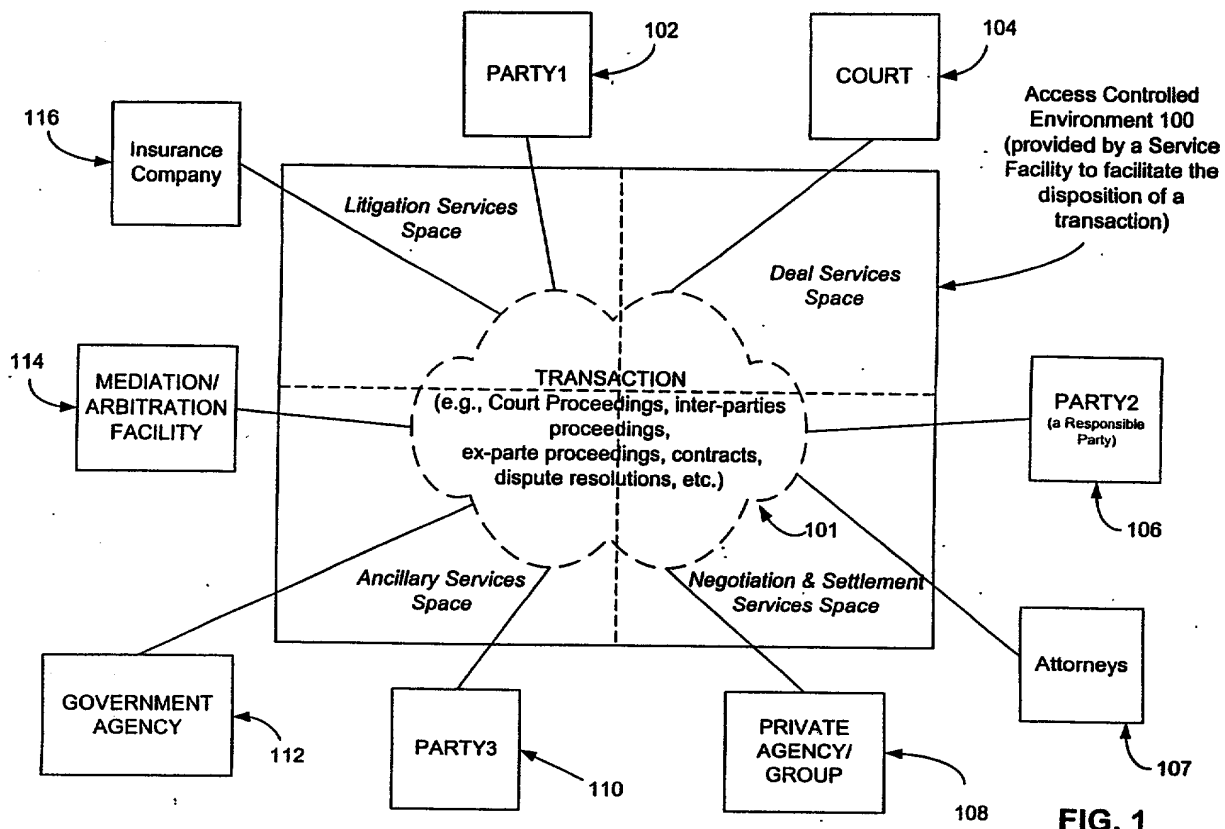 102
PARTY1
104
COURT
Access Controlled
Environment 100
(provided by a Service
Facility to facilitate the
disposition of a
transaction)
116
Insurance
Company
Litigation Services
Space
Deal Services
Space
114
MEDIATION/
ARBITRATION
FACILITY
TRANSACTION
(e.g., Court Proceedings, inter-parties
proceedings,
ex-parte proceedings, contracts,
dispute resolutions, etc.)
101
PARTY2
(a Responsible
Party)
106
Ancillary Services
Space
Negotiation & Settlement
Services Space
Attorneys
107
GOVERNMENT
AGENCY
112
PARTY3
110
PRIVATE
AGENCY/
GROUP
108
FIG. 1